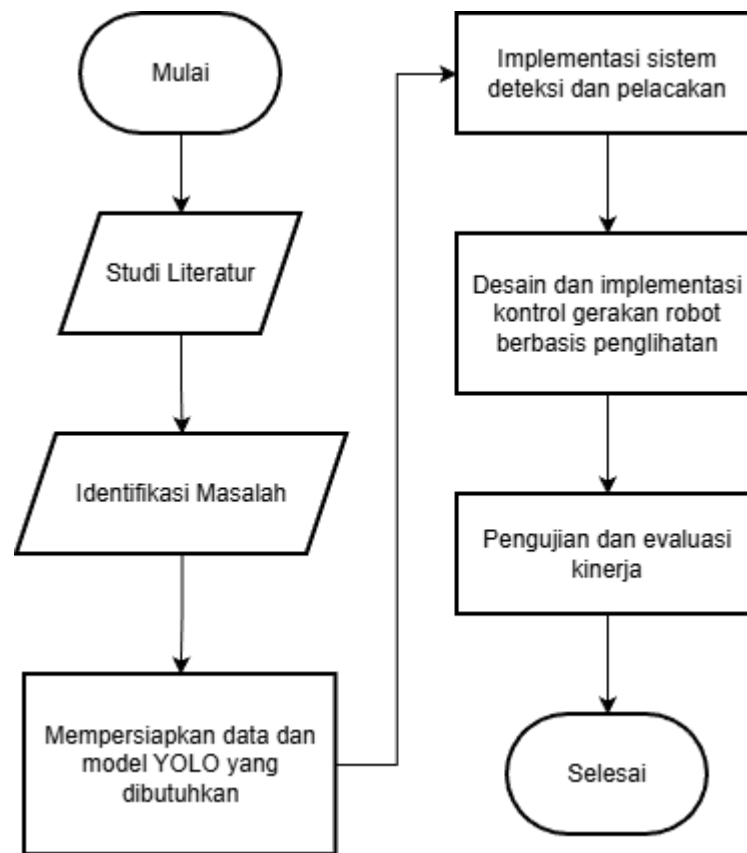 Mulai
Studi Literatur
Identifikasi Masalah
Mempersiapkan data dan
model YOLO yang
dibutuhkan
Implementasi sistem
deteksi dan pelacakan
Desain dan implementasi
kontrol gerakan robot
berbasis penglihatan
Pengujian dan evaluasi
kinerja
Selesai